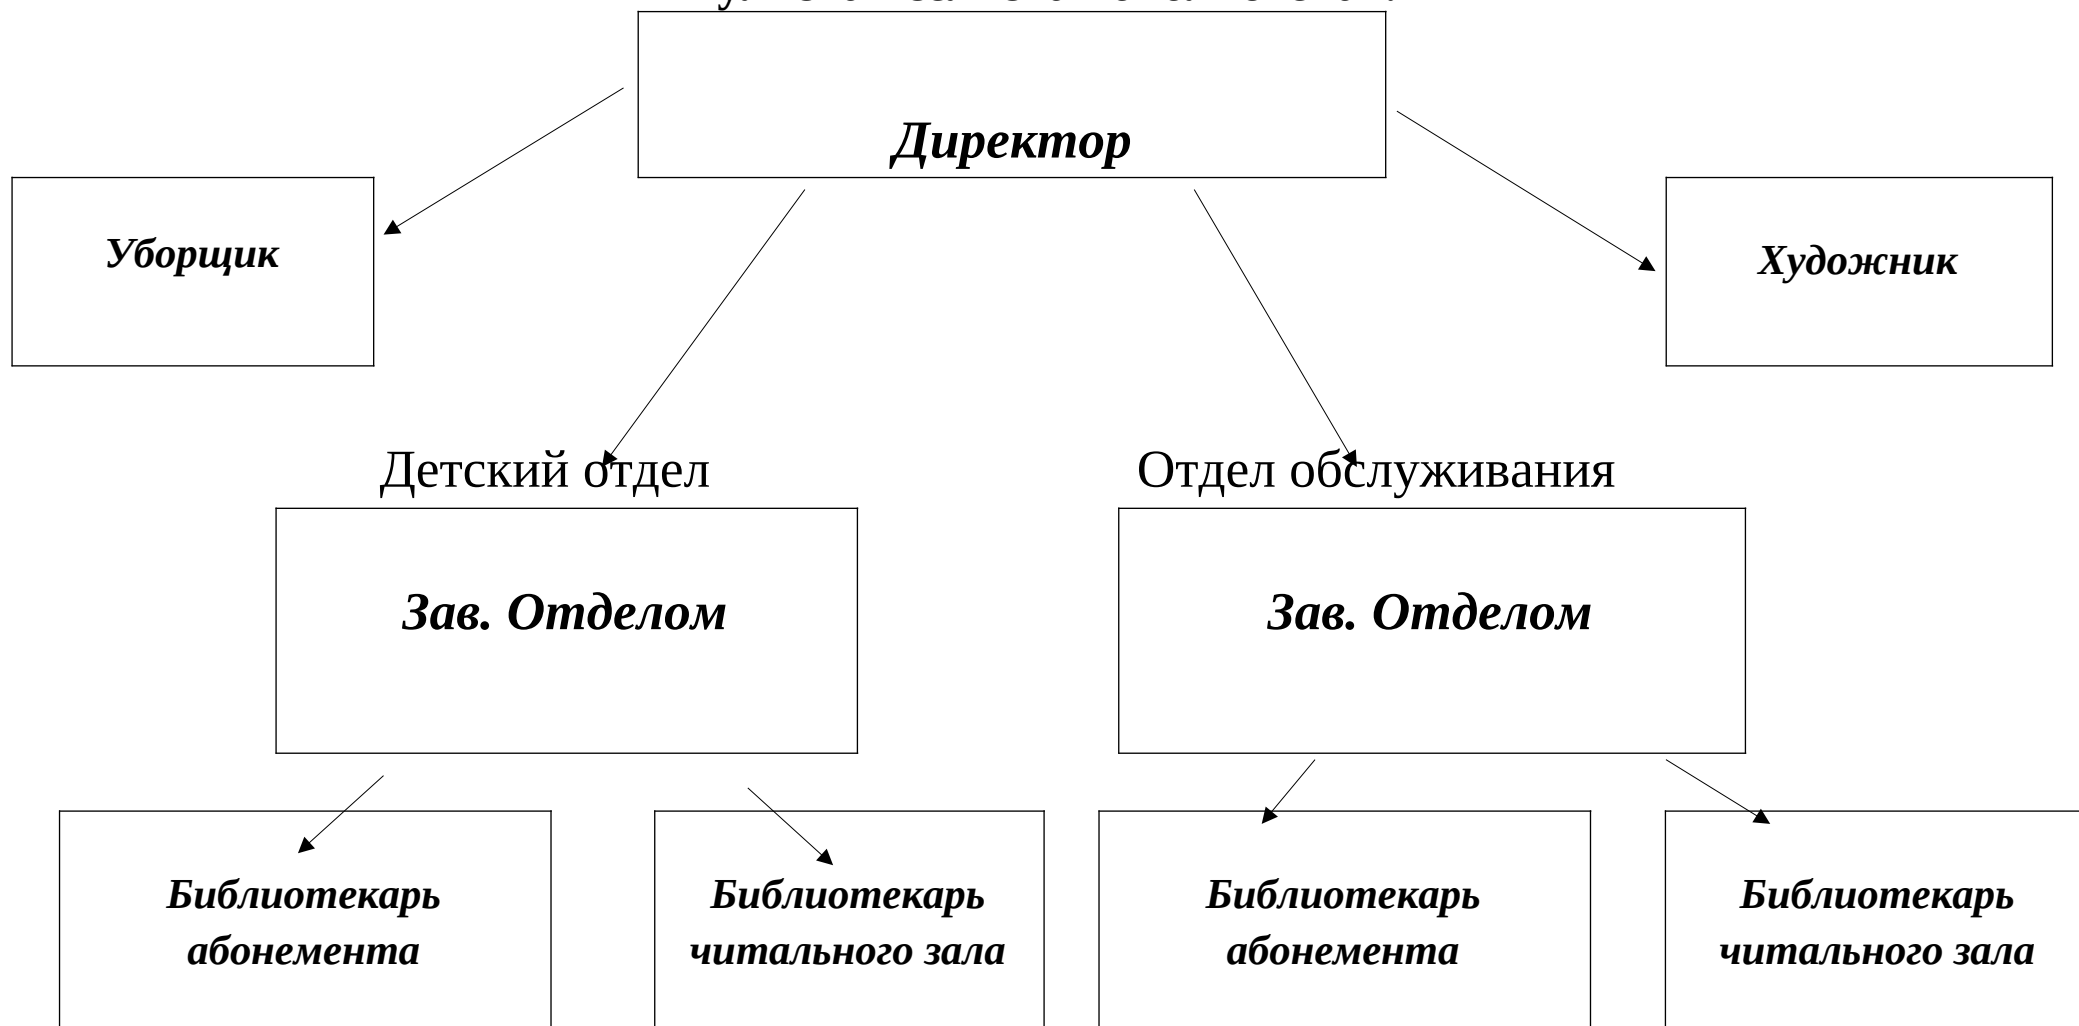 Директор
Уборщик
Художник
Детский отдел
Отдел обслуживания
Зав. Отделом
Зав. Отделом
Библиотекарь
абонемента
Библиотекарь
читального зала
Библиотекарь
абонемента
Библиотекарь
читального зала